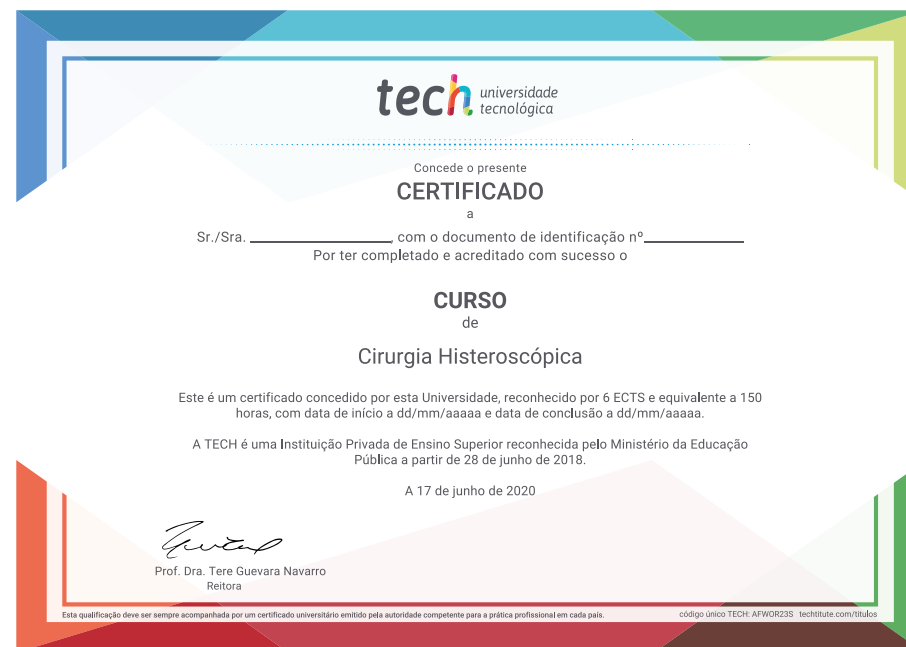 tech universidade
tecnológica
Concede o presente
CERTIFICADO
a
Sr./Sra. ____________________, com o documento de identificação nº______________
Por ter completado e acreditado com sucesso o
CURSO
de
Cirurgia Histeroscópica
Este é um certificado concedido por esta Universidade, reconhecido por 6 ECTS e equivalente a 150
horas, com data de início a dd/mm/aaaaa e data de conclusão a dd/mm/aaaaa.
A TECH é uma Instituição Privada de Ensino Superior reconhecida pelo Ministério da Educação
Pública a partir de 28 de junho de 2018.
A 17 de junho de 2020
Prof. Dra. Tere Guevara Navarro
Reitora
Esta qualificação deve ser sempre acompanhada por um certificado universitário emitido pela autoridade competente para a prática profissional em cada país.
código único TECH: AFWOR23S techtitute.com/titulos